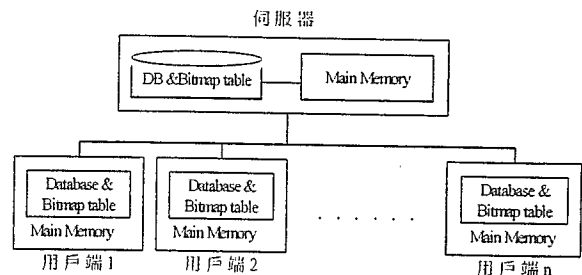 伺服器
DB &Bitmap table
Main Memory
Database &
Bitmap table
Main Memory
用戶端 1
Database &
Bitmap table
Main Memory
用戶端 2
. . . . . .
Database &
Bitmap table
Main Memory
用戶端 n